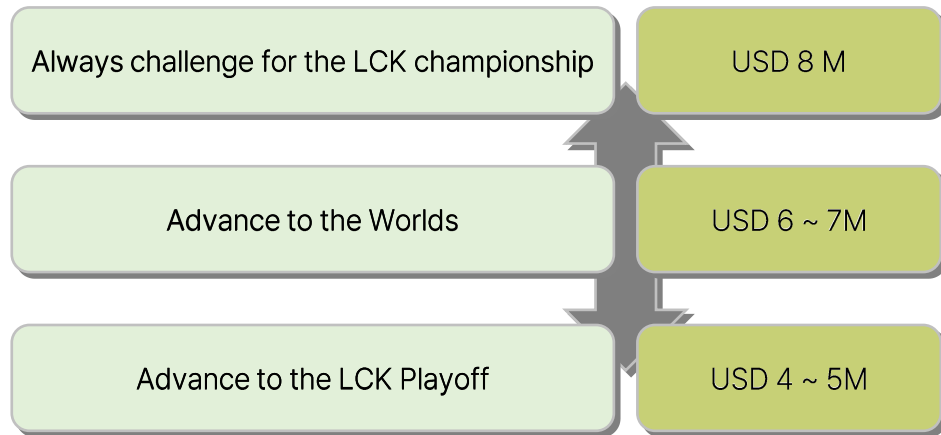 Always challenge for the LCK championship
USD 8 M
Advance to the Worlds
USD 6 ~ 7M
Advance to the LCK Playoff
USD 4 ~ 5M